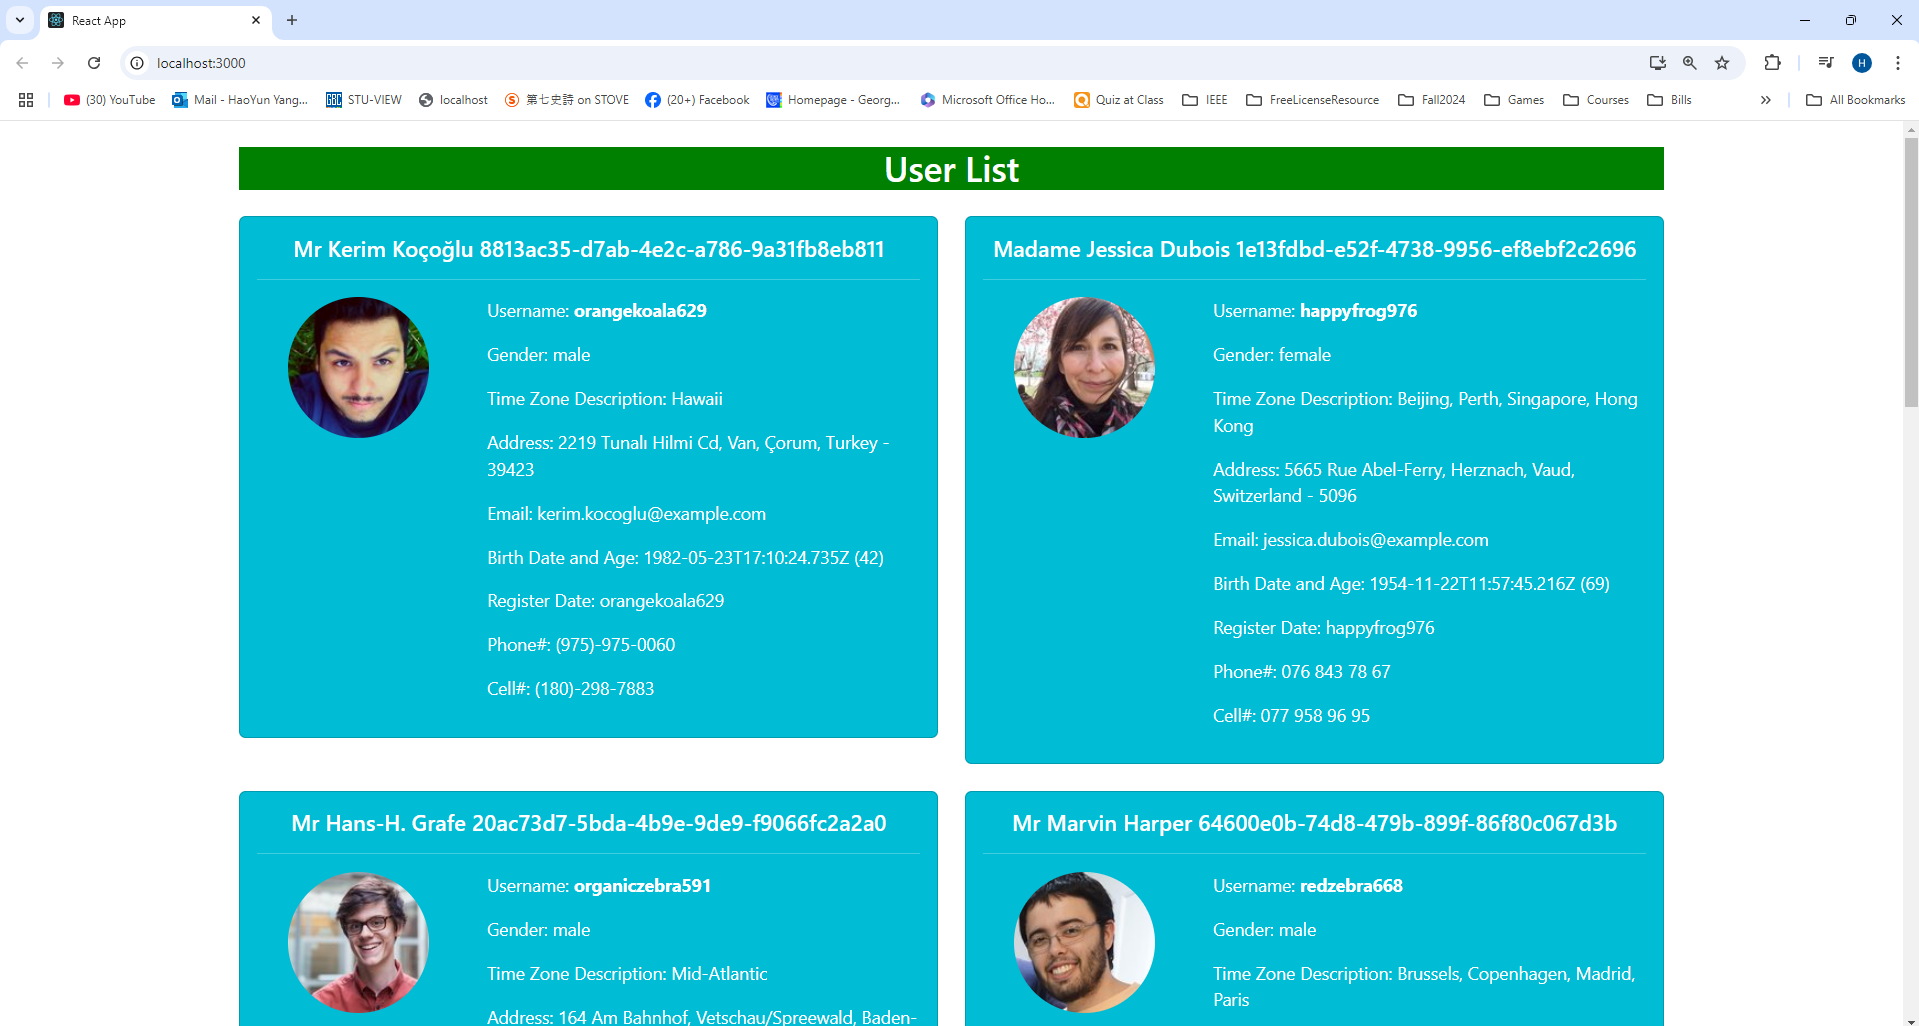 React App
localhost:3000
(30) YouTube
Mail - HaoYun Yang...
STU-VIEW
localhost
第七史詩 on STOVE
(20+) Facebook
Homepage - Georg...
Microsoft Office Ho...
Quiz at Class
IEEE
FreeLicenseResource
Fall2024
Games
Courses
Bills
All Bookmarks
H
User List
Mr Kerim Koçoğlu 8813ac35-d7ab-4e2c-a786-9a31fb8eb811
Username: orangekoala629
Gender: male
Time Zone Description: Hawaii
Address: 2219 Tunalı Hilmi Cd, Van, Çorum, Turkey -
39423
Email: kerim.kocoglu@example.com
Birth Date and Age: 1982-05-23T17:10:24.735Z (42)
Register Date: orangekoala629
Phone#: (975)-975-0060
Cell#: (180)-298-7883
Madame Jessica Dubois 1e13fdbd-e52f-4738-9956-ef8ebf2c2696
Username: happyfrog976
Gender: female
Time Zone Description: Beijing, Perth, Singapore, Hong
Kong
Address: 5665 Rue Abel-Ferry, Herznach, Vaud,
Switzerland - 5096
Email: jessica.dubois@example.com
Birth Date and Age: 1954-11-22T11:57:45.216Z (69)
Register Date: happyfrog976
Phone#: 076 843 78 67
Cell#: 077 958 96 95
Mr Hans-H. Grafe 20ac73d7-5bda-4b9e-9de9-f9066fc2a2a0
Username: organiczebra591
Gender: male
Time Zone Description: Mid-Atlantic
Address: 164 Am Bahnhof, Vetschau/Spreewald, Baden-
Mr Marvin Harper 64600e0b-74d8-479b-899f-86f80c067d3b
Username: redzebra668
Gender: male
Time Zone Description: Brussels, Copenhagen, Madrid,
Paris